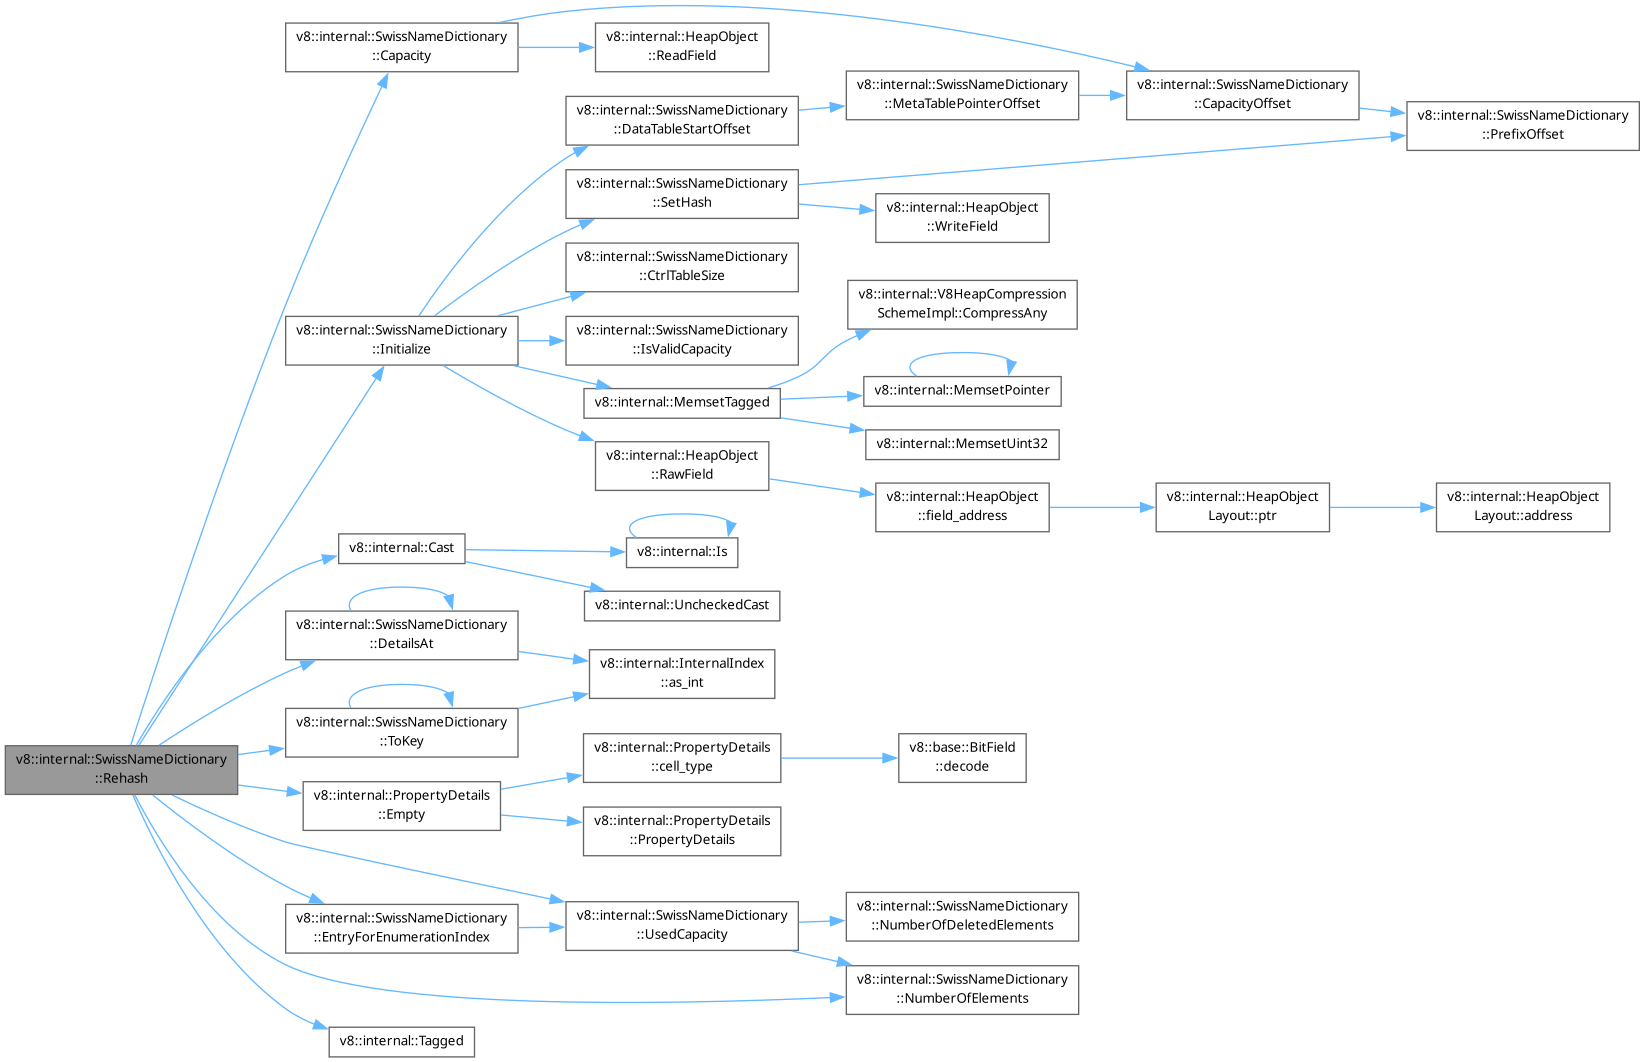 v8::internal::SwissNameDictionary
::Rehash
v8::internal::SwissNameDictionary
::Capacity
v8::internal::HeapObject
::ReadField
v8::internal::SwissNameDictionary
::CapacityOffset
v8::internal::SwissNameDictionary
::PrefixOffset
v8::internal::SwissNameDictionary
::Initialize
v8::internal::SwissNameDictionary
::DataTableStartOffset
v8::internal::SwissNameDictionary
::MetaTablePointerOffset
v8::internal::SwissNameDictionary
::SetHash
v8::internal::HeapObject
::WriteField
v8::internal::SwissNameDictionary
::CtrlTableSize
v8::internal::SwissNameDictionary
::IsValidCapacity
v8::internal::MemsetTagged
v8::internal::V8HeapCompression
SchemeImpl::CompressAny
v8::internal::MemsetPointer
v8::internal::MemsetUint32
v8::internal::HeapObject
::RawField
v8::internal::HeapObject
::field_address
v8::internal::HeapObject
Layout::ptr
v8::internal::HeapObject
Layout::address
v8::internal::Cast
v8::internal::Is
v8::internal::UncheckedCast
v8::internal::SwissNameDictionary
::DetailsAt
v8::internal::InternalIndex
::as_int
v8::internal::SwissNameDictionary
::ToKey
v8::internal::PropertyDetails
::Empty
v8::internal::PropertyDetails
::cell_type
v8::base::BitField
::decode
v8::internal::PropertyDetails
::PropertyDetails
v8::internal::SwissNameDictionary
::EntryForEnumerationIndex
v8::internal::SwissNameDictionary
::UsedCapacity
v8::internal::SwissNameDictionary
::NumberOfDeletedElements
v8::internal::SwissNameDictionary
::NumberOfElements
v8::internal::Tagged